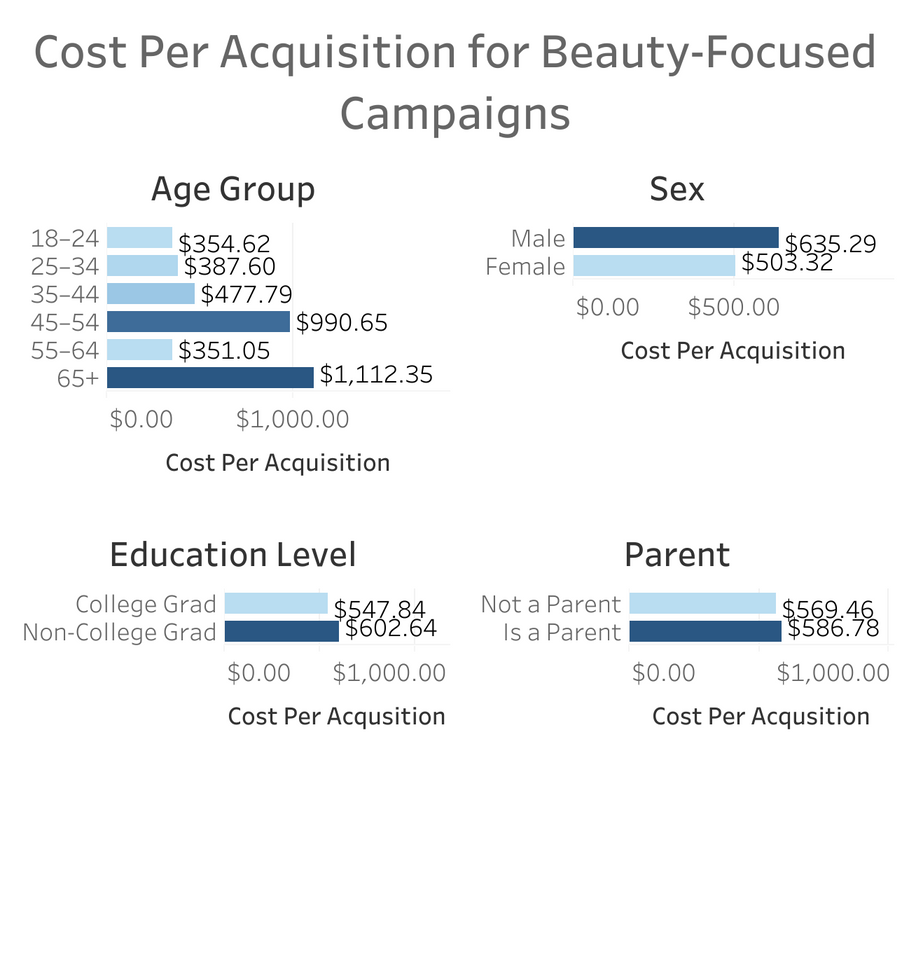 Cost Per Acquisition for Beauty-Focused
Campaigns
Age Group
18–24 $354.62
25–34 $387.60
35–44 $477.79
45–54 $990.65
55–64 $351.05
65+ $1,112.35
$0.00 $1,000.00
Cost Per Acquisition
Sex
Male $635.29
Female $503.32
$0.00 $500.00
Cost Per Acquisition
Education Level
College Grad $547.84
Non-College Grad $602.64
$0.00 $1,000.00
Cost Per Acqusition
Parent
Not a Parent $569.46
Is a Parent $586.78
$0.00 $1,000.00
Cost Per Acqusition